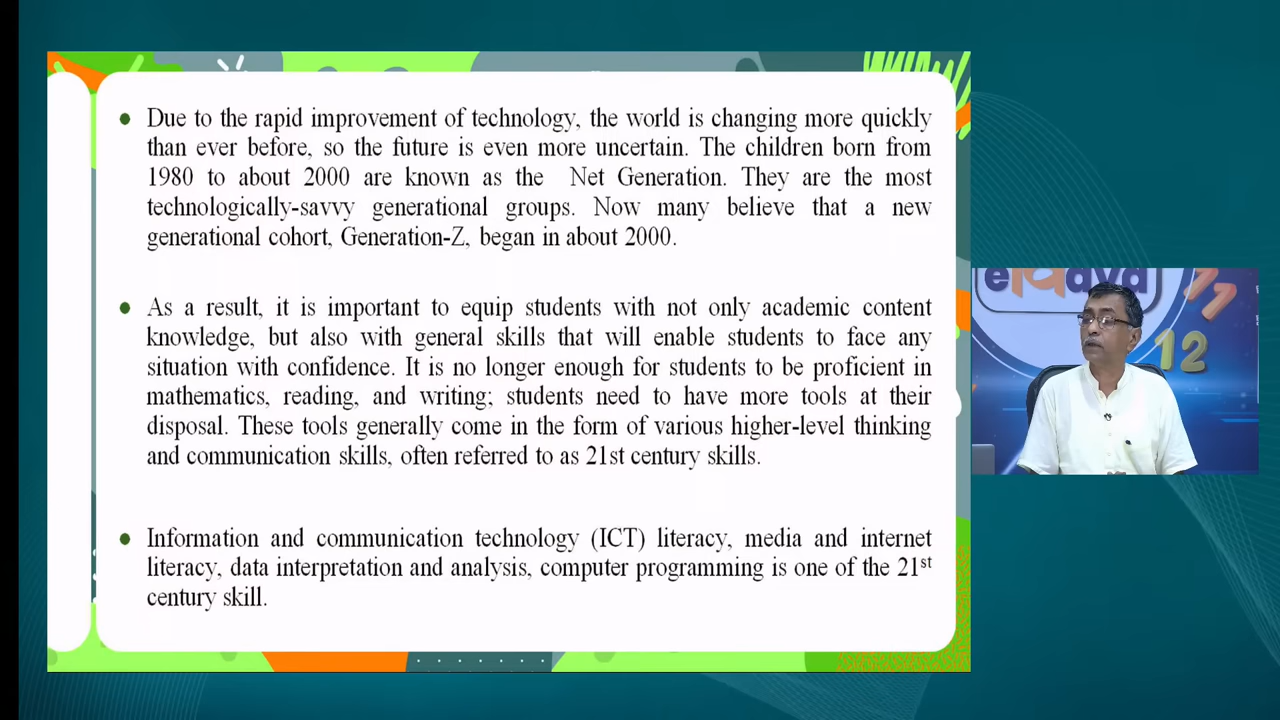 Due to the rapid improvement of technology, the world is changing more quickly
than ever before, so the future is even more uncertain. The children born from
1980 to about 2000 are known as the Net Generation. They are the most
technologically-savvy generational groups. Now many believe that a new
generational cohort, Generation-Z, began in about 2000.
As a result, it is important to equip students with not only academic content
knowledge, but also with general skills that will enable students to face any
situation with confidence. It is no longer enough for students to be proficient in
mathematics, reading, and writing; students need to have more tools at their
disposal. These tools generally come in the form of various higher-level thinking
and communication skills, often referred to as 21st century skills.
Information and communication technology (ICT) literacy, media and internet
literacy, data interpretation and analysis, computer programming is one of the 21st
century skill.
12